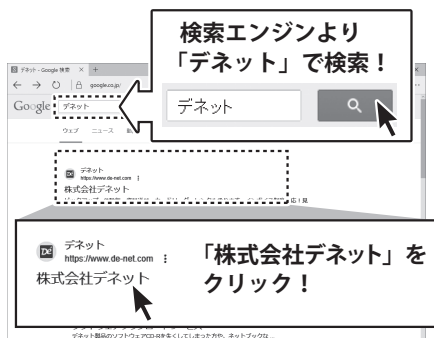 検索エンジンより
「デネット」で検索！
デネット - Google 検索
google.co.jp/
Google
デネット
デネット
ウェブ
ニュース
デネット
https://www.de-net.com
株式会社デネット
応！見
De
デネット
https://www.de-net.com
株式会社デネット
「株式会社デネット」を
クリック！
デネット製品のソフトウェアCD-Rを失くしてしまった方や、ネットブックな...